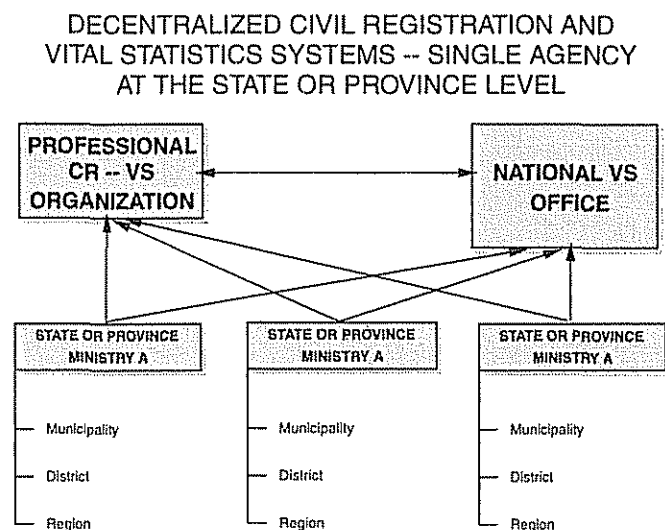 DECENTRALIZED CIVIL REGISTRATION AND
VITAL STATISTICS SYSTEMS -- SINGLE AGENCY
AT THE STATE OR PROVINCE LEVEL
PROFESSIONAL
CR -- VS
ORGANIZATION
NATIONAL VS
OFFICE
STATE OR PROVINCE
MINISTRY A
Municipality
District
Region
STATE OR PROVINCE
MINISTRY A
Municipality
District
Region
STATE OR PROVINCE
MINISTRY A
Municipality
District
Region